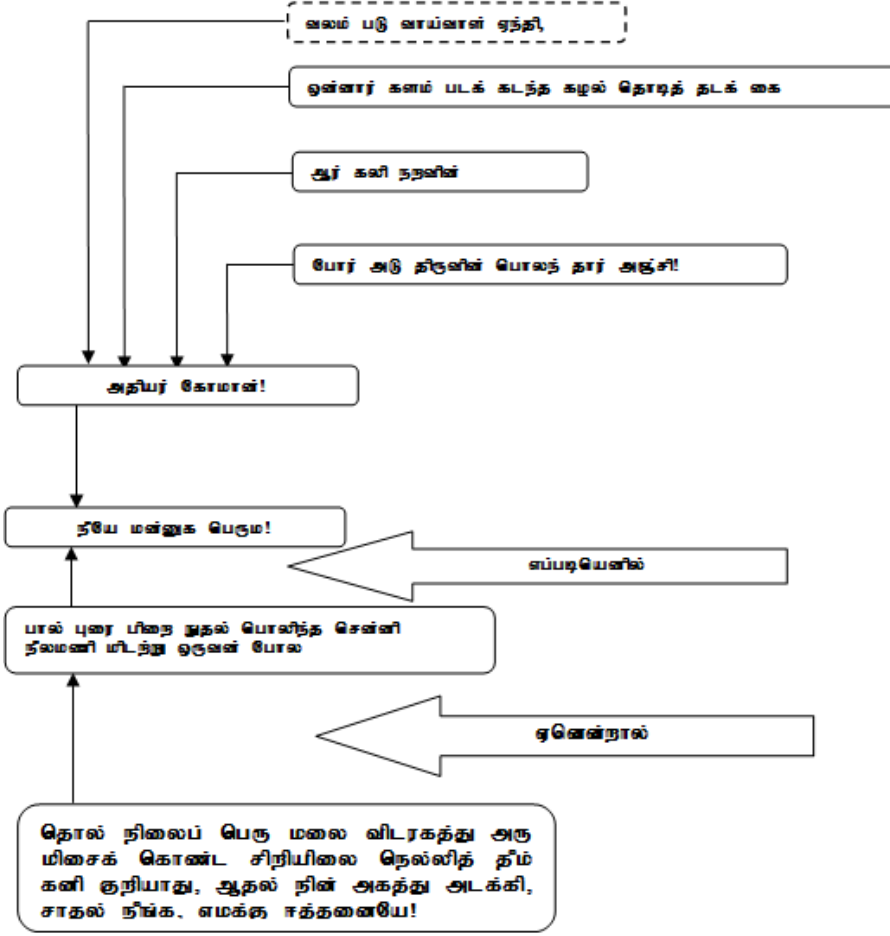 வலம் படு வாய்வாள் ஏந்தி,
ஒன்னார் களம் படக் கடந்த கழல் தொடித் தடக் கை
ஆர் கலி நறவின்
போர் அடு திருவின் பொலந் தார் அஞ்சி!
அதியர் கோமான்!
நீயே மன்னுக பெரும!
எப்படியெனில்
பால் புரை பிறை நுதல் பொலிந்த சென்னி
நீலமணி மிடற்று ஒருவன் போல
ஏனென்றால்
தொல் நிலைப் பெரு மலை விடரகத்து அரு
மிசைக் கொண்ட சிறியிலை நெல்லித் தீம்
கனி குறியாது, ஆதல் நின் அகத்து அடக்கி,
சாதல் நீங்க. எமக்கு ஈத்தனையே!